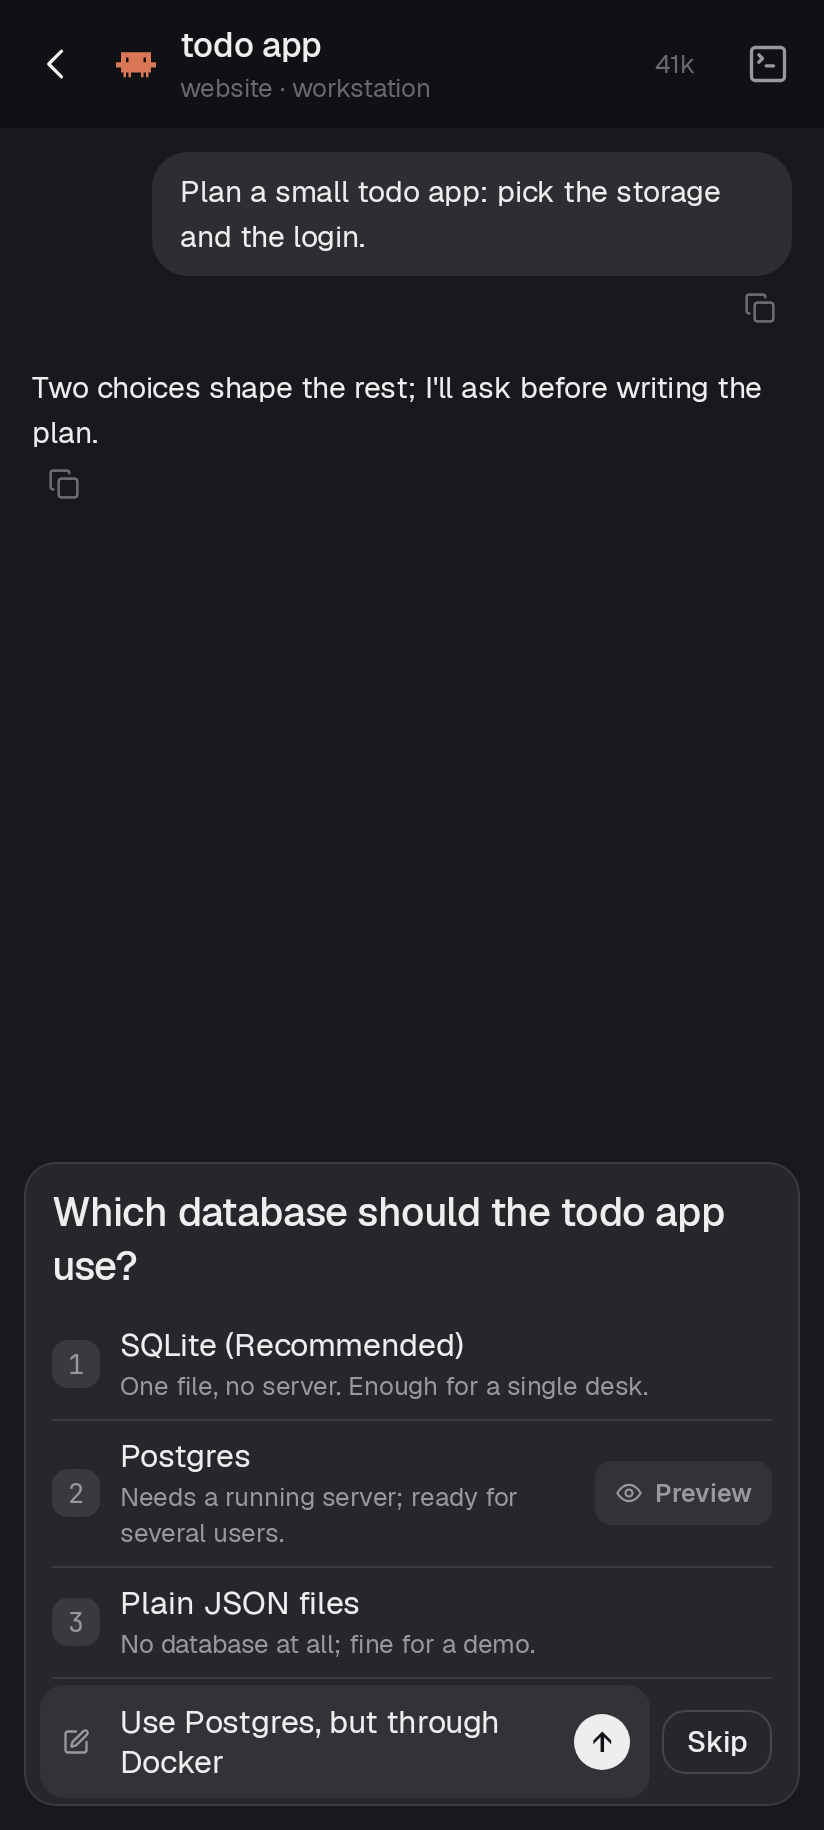 todo app
website · workstation
41k
Plan a small todo app: pick the storage
and the login.
Two choices shape the rest; I'll ask before writing the
plan.
Which database should the todo app
use?
1
SQLite (Recommended)
One file, no server. Enough for a single desk.
2
Postgres
Needs a running server; ready for
several users.
Preview
3
Plain JSON files
No database at all; fine for a demo.
Use Postgres, but through
Docker
Skip